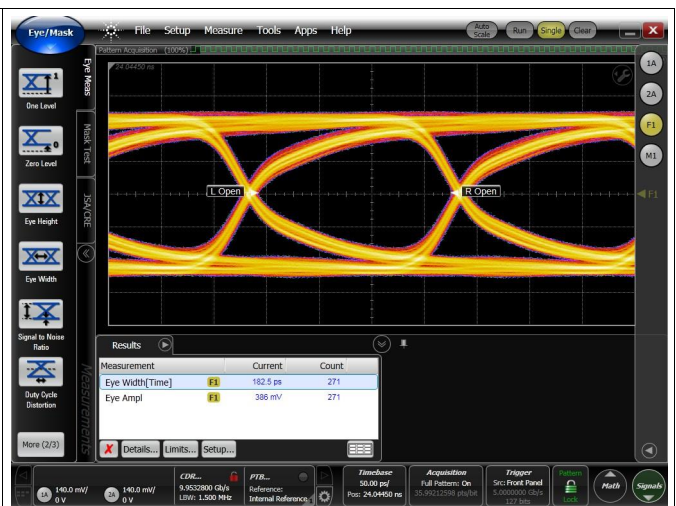 Eye/Mask
File Setup Measure Tools Apps Help
Auto Scale Run Single Clear
Pattern Acquisition (100%)
24.04450 ns
Eye Meas
Mask Test
JSA/CRE
One Level
Zero Level
Eye Height
Eye Width
Signal to Noise Ratio
Duty Cycle Distortion
More (2/3)
Measurements
L Open
R Open
1A
2A
F1
M1
F1
Results
Measurement Current Count
Eye Width[Time] F1 182.5 ps 271
Eye Ampl F1 386 mV 271
Details... Limits... Setup...
1A 140.0 mV/
0 V
2A 140.0 mV/
0 V
CDR...
9.9532800 Gb/s
LBW: 1.500 MHz
PTB...
Reference:
Internal Reference
Timebase
50.00 ps/
Pos: 24.04450 ns
Acquisition
Full Pattern: On
35.99212598 pts/bit
Trigger
Src: Front Panel
5.0000000 Gb/s
127 bits
Pattern
Lock
Math
Signals